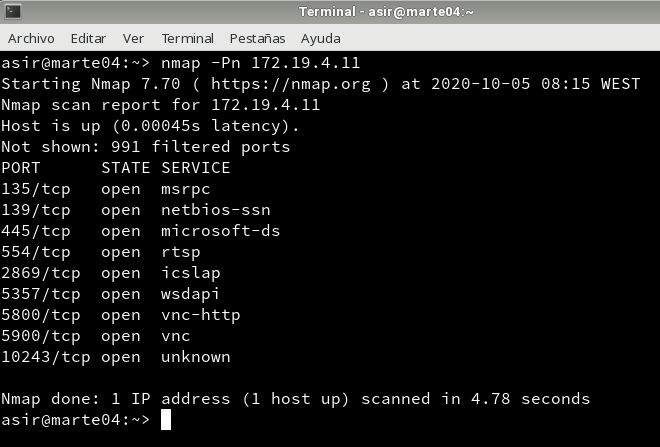 Terminal - asir@marte04:~
Archivo Editar Ver Terminal Pestañas Ayuda
asir@marte04:~> nmap -Pn 172.19.4.11
Starting Nmap 7.70 ( https://nmap.org ) at 2020-10-05 08:15 WEST
Nmap scan report for 172.19.4.11
Host is up (0.00045s latency).
Not shown: 991 filtered ports
PORT      STATE SERVICE
135/tcp   open  msrpc
139/tcp   open  netbios-ssn
445/tcp   open  microsoft-ds
554/tcp   open  rtsp
2869/tcp  open  icslap
5357/tcp  open  wsdapi
5800/tcp  open  vnc-http
5900/tcp  open  vnc
10243/tcp open  unknown
Nmap done: 1 IP address (1 host up) scanned in 4.78 seconds
asir@marte04:~>